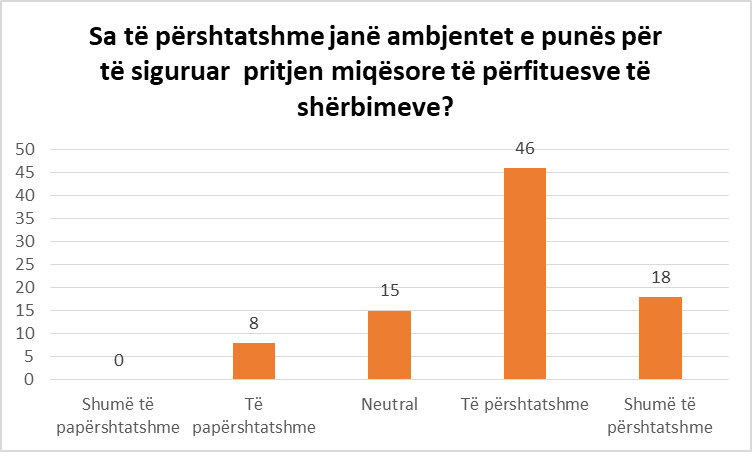 Sa të përshtatshme janë ambjentet e punës për
të siguruar  pritjen miqësore të përfituesve të
shërbimeve?
50
45
40
35
30
25
20
15
10
5
0
0
8
15
46
18
Shumë të
papërshtatshme
Të
papërshtatshme
Neutral
Të përshtatshme
Shumë të
përshtatshme